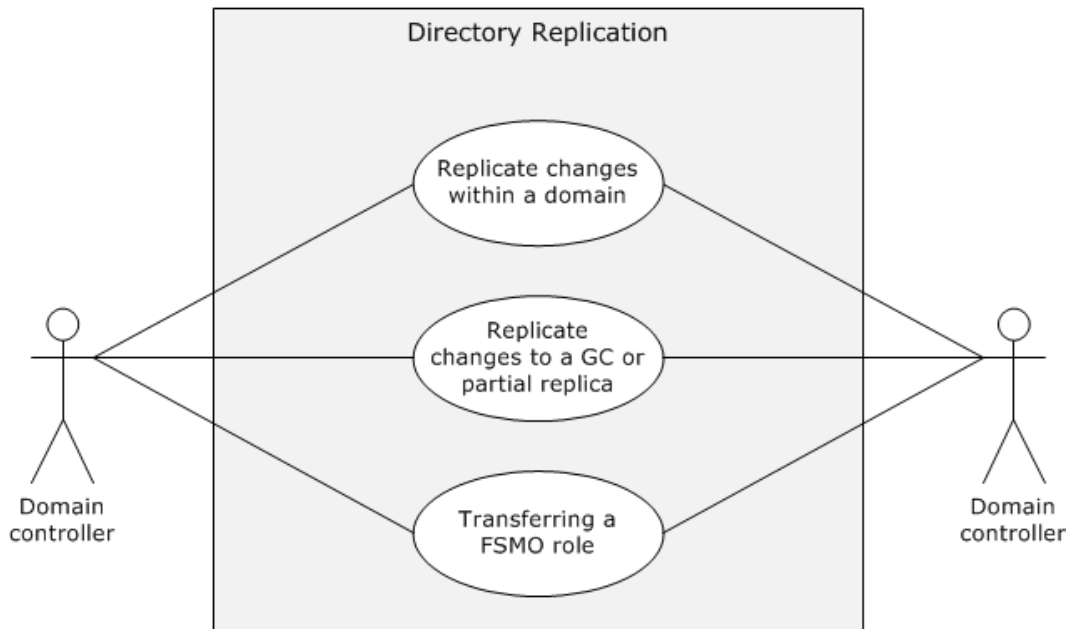 Directory Replication
Replicate changes
within a domain
Replicate
changes to a GC or
partial replica
Transferring a
FSMO role
Domain
controller
Domain
controller